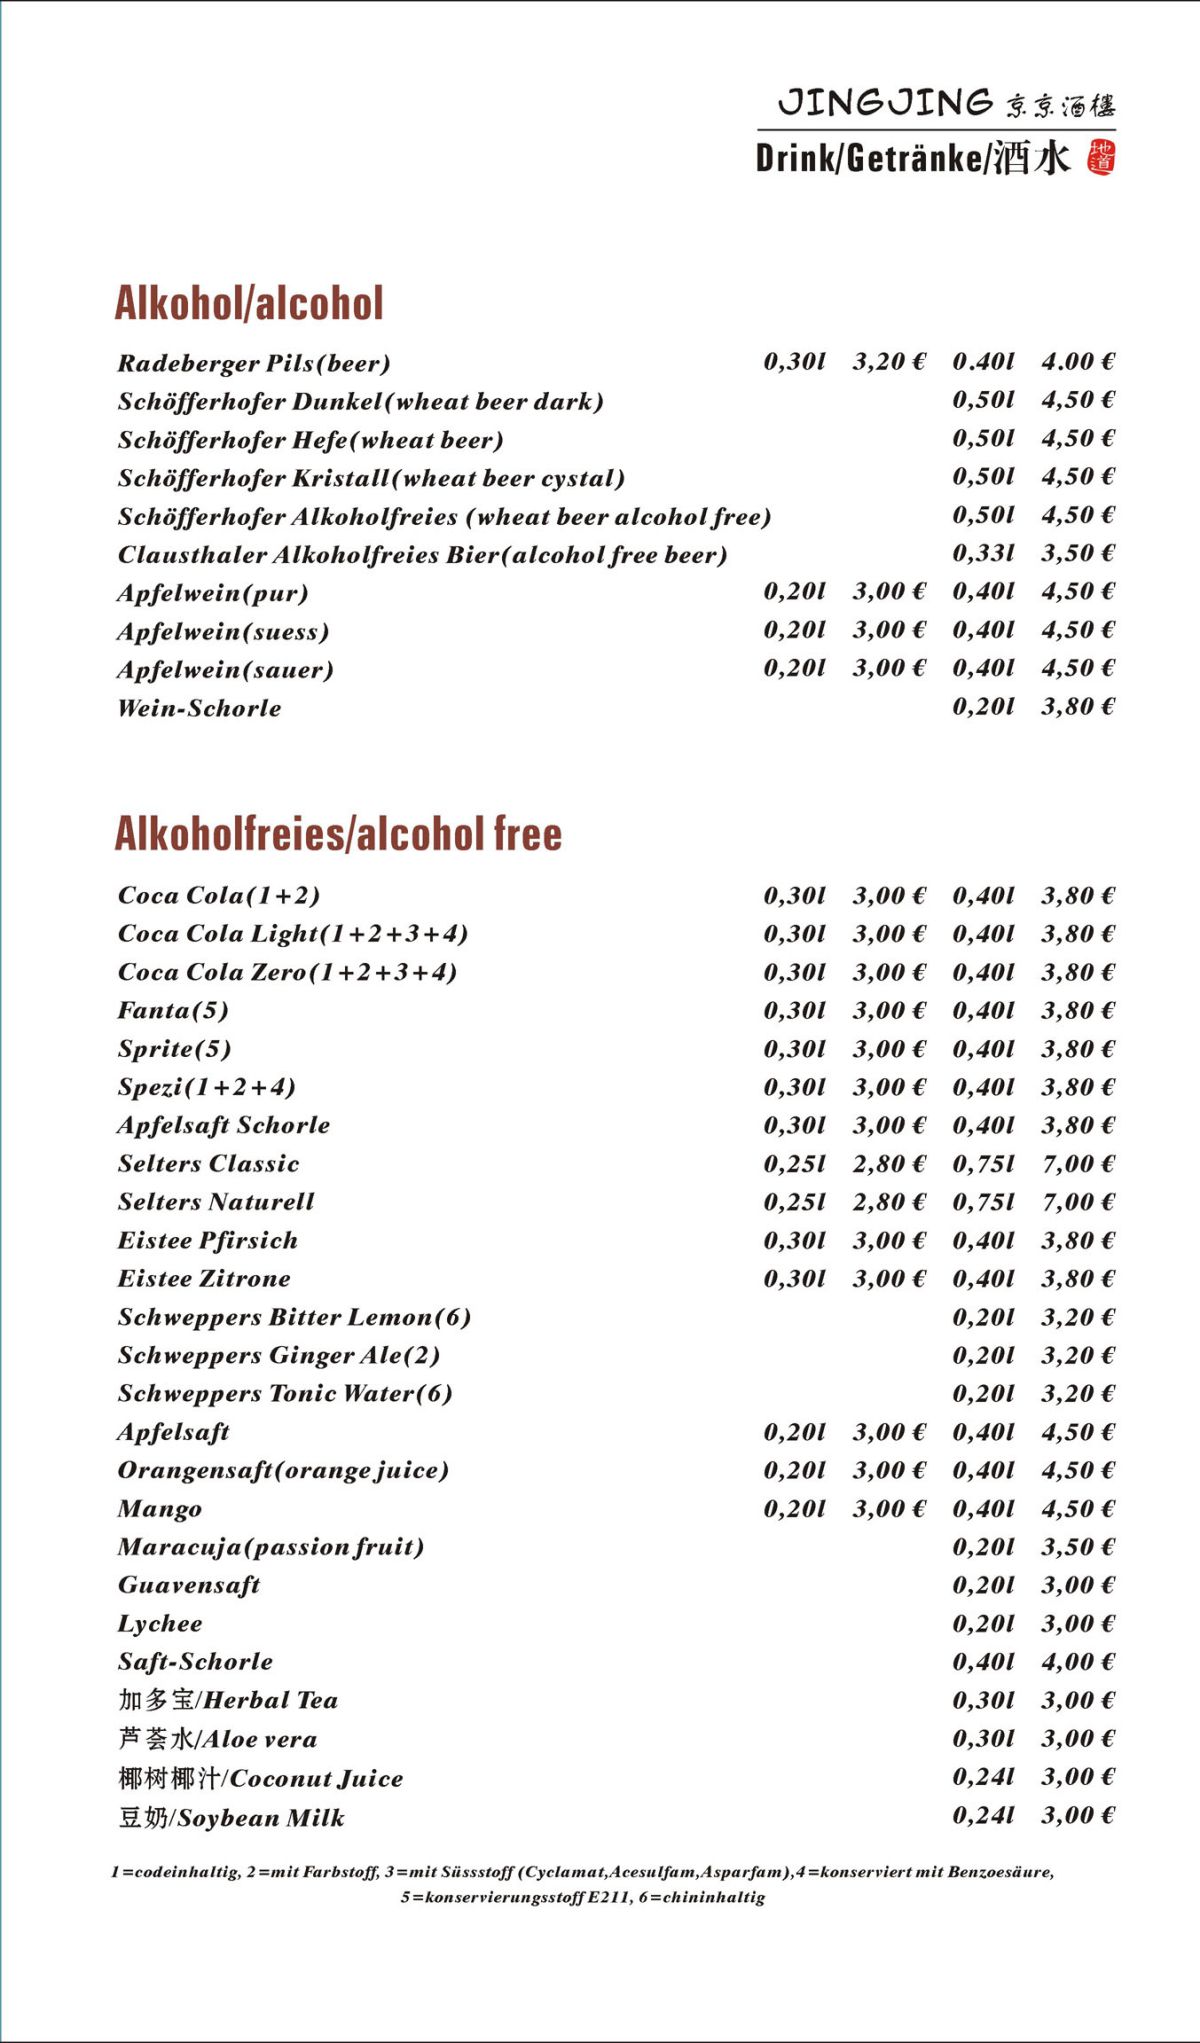 JINGJING 京京酒樓
Drink/Getränke/酒水 地道
Alkohol/alcohol
Radeberger Pils(beer) 0,30l 3,20 € 0.40l 4.00 €
Schöfferhofer Dunkel(wheat beer dark) 0,50l 4,50 €
Schöfferhofer Hefe(wheat beer) 0,50l 4,50 €
Schöfferhofer Kristall(wheat beer cystal) 0,50l 4,50 €
Schöfferhofer Alkoholfreies (wheat beer alcohol free) 0,50l 4,50 €
Clausthaler Alkoholfreies Bier(alcohol free beer) 0,33l 3,50 €
Apfelwein(pur) 0,20l 3,00 € 0,40l 4,50 €
Apfelwein(suess) 0,20l 3,00 € 0,40l 4,50 €
Apfelwein(sauer) 0,20l 3,00 € 0,40l 4,50 €
Wein-Schorle 0,20l 3,80 €
Alkoholfreies/alcohol free
Coca Cola(1+2) 0,30l 3,00 € 0,40l 3,80 €
Coca Cola Light(1+2+3+4) 0,30l 3,00 € 0,40l 3,80 €
Coca Cola Zero(1+2+3+4) 0,30l 3,00 € 0,40l 3,80 €
Fanta(5) 0,30l 3,00 € 0,40l 3,80 €
Sprite(5) 0,30l 3,00 € 0,40l 3,80 €
Spezi(1+2+4) 0,30l 3,00 € 0,40l 3,80 €
Apfelsaft Schorle 0,30l 3,00 € 0,40l 3,80 €
Selters Classic 0,25l 2,80 € 0,75l 7,00 €
Selters Naturell 0,25l 2,80 € 0,75l 7,00 €
Eistee Pfirsich 0,30l 3,00 € 0,40l 3,80 €
Eistee Zitrone 0,30l 3,00 € 0,40l 3,80 €
Schweppers Bitter Lemon(6) 0,20l 3,20 €
Schweppers Ginger Ale(2) 0,20l 3,20 €
Schweppers Tonic Water(6) 0,20l 3,20 €
Apfelsaft 0,20l 3,00 € 0,40l 4,50 €
Orangensaft(orange juice) 0,20l 3,00 € 0,40l 4,50 €
Mango 0,20l 3,00 € 0,40l 4,50 €
Maracuja(passion fruit) 0,20l 3,50 €
Guavensaft 0,20l 3,00 €
Lychee 0,20l 3,00 €
Saft-Schorle 0,40l 4,00 €
加多宝/Herbal Tea 0,30l 3,00 €
芦荟水/Aloe vera 0,30l 3,00 €
椰树椰汁/Coconut Juice 0,24l 3,00 €
豆奶/Soybean Milk 0,24l 3,00 €
1=codeinhaltig, 2=mit Farbstoff, 3=mit Süssstoff (Cyclamat,Acesulfam,Asparfam),4=konserviert mit Benzoesäure,
5=konservierungsstoff E211, 6=chininhaltig